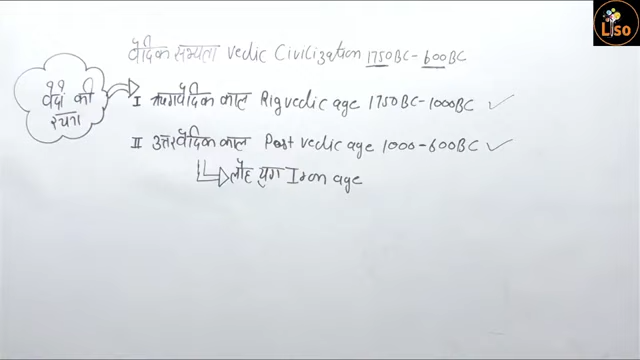 Liso
वैदिक सभ्यता Vedic Civilization 1750BC-600BC
वेदों की
रचना
I ऋग्वैदिक काल Rigvedic age 1750BC-1000BC
II उत्तरवैदिक काल Post vedic age 1000-600BC
लौह युग Iron age